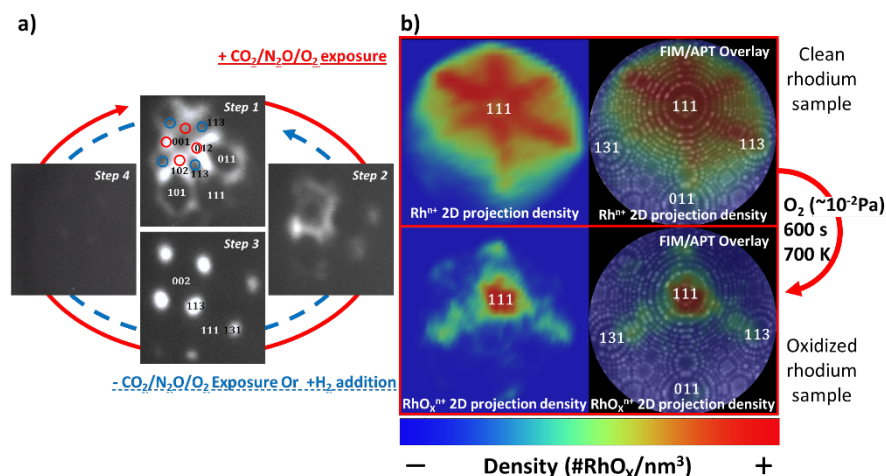 a)
+ CO2/N2O/O2 exposure
Step 1
113
001
012
011
102
113
101
111
Step 4
Step 2
Step 3
002
113
111
131
- CO2/N2O/O2 Exposure Or +H2 addition
b)
111
Rhn+ 2D projection density
FIM/APT Overlay
111
131
113
011
Rhn+ 2D projection density
Clean
rhodium
sample
O2 (~10-2Pa)
600 s
700 K
111
RhOxn+ 2D projection density
FIM/APT Overlay
111
131
113
011
RhOxn+ 2D projection density
Oxidized
rhodium
sample
− Density (#RhOx/nm3) +